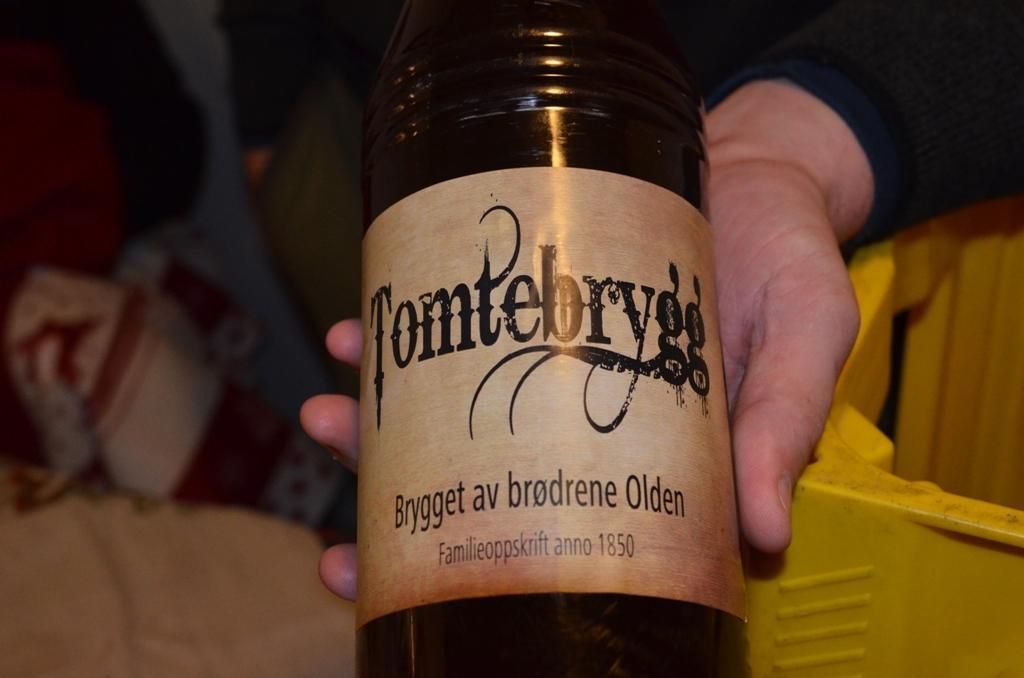 Tomtebrygg
Brygget av brødrene Olden
Familieoppskrift anno 1850